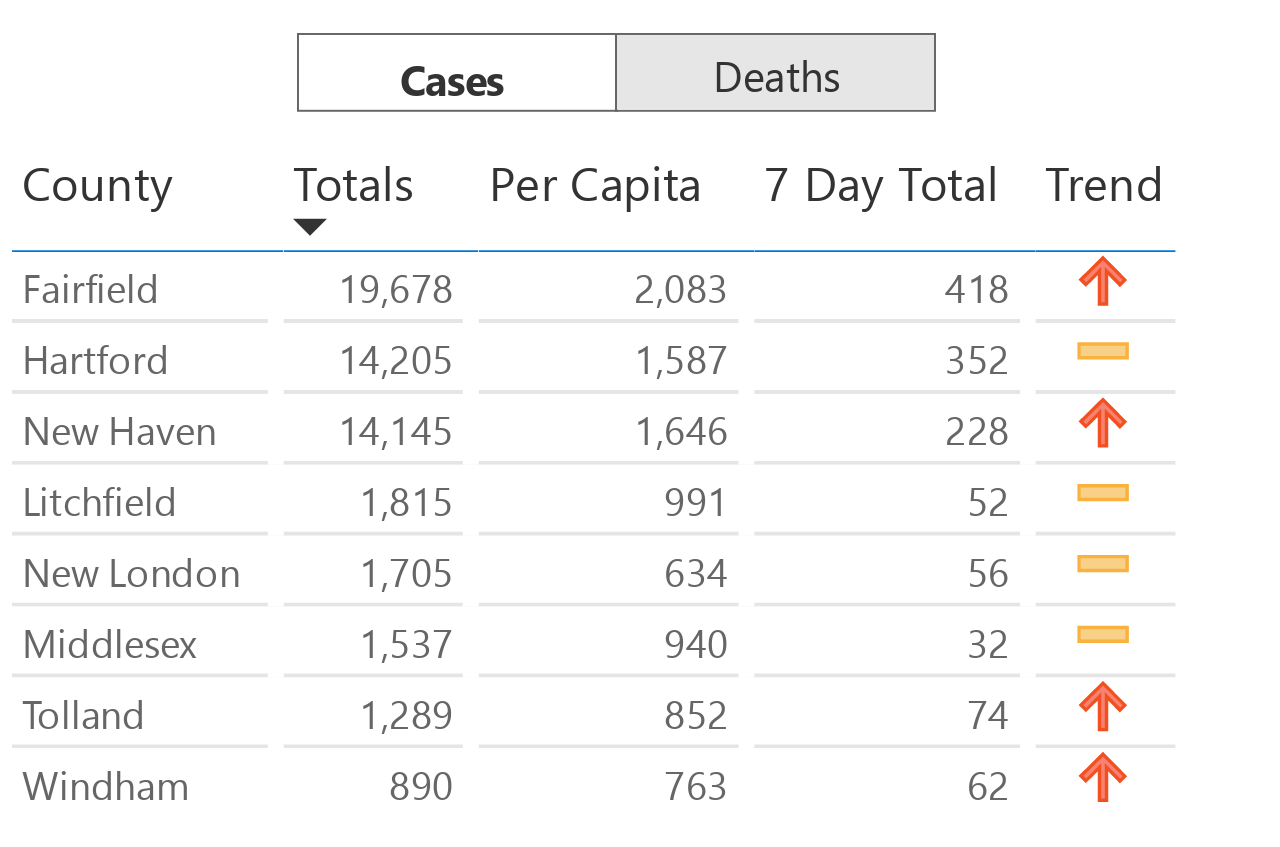 Cases Deaths
County Totals Per Capita 7 Day Total Trend
Fairfield 19,678 2,083 418
Hartford 14,205 1,587 352
New Haven 14,145 1,646 228
Litchfield 1,815 991 52
New London 1,705 634 56
Middlesex 1,537 940 32
Tolland 1,289 852 74
Windham 890 763 62